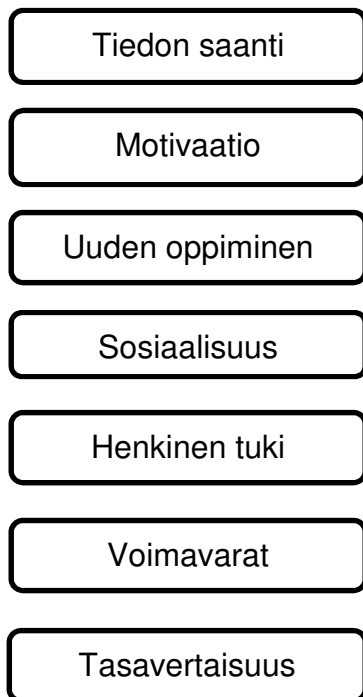 Tiedon saanti
Motivaatio
Uuden oppiminen
Sosiaalisuus
Henkinen tuki
Voimavarat
Tasavertaisuus